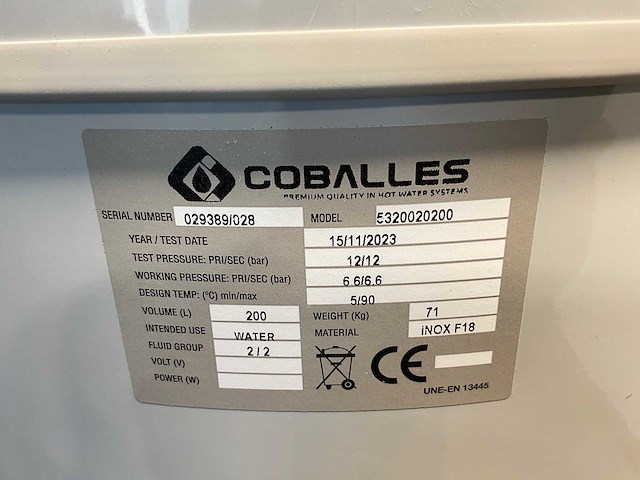 COBALLES
PREMIUM QUALITY IN HOT WATER SYSTEMS
SERIAL NUMBER 029389/028 MODEL 5320020200
YEAR / TEST DATE 15/11/2023
TEST PRESSURE: PRI/SEC (bar) 12/12
WORKING PRESSURE: PRI/SEC (bar) 6.6/6.6
DESIGN TEMP: (°C) min/max 5/90
VOLUME (L) 200 WEIGHT (Kg) 71
INTENDED USE WATER MATERIAL iNOX F18
FLUID GROUP 2 / 2
VOLT (V)
POWER (W)
CE
UNE-EN 13445